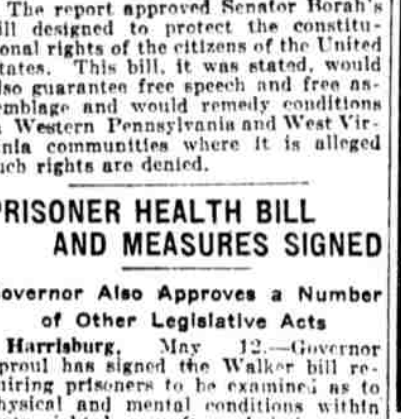 The report approved Senator Borah's
ill designed to protect the constitu-
onal rights of the citizens of the United
tates. This bill, it was stated, would
lso guarantee free speech and free as-
emblage and would remedy conditions
n Western Pennsylvania and West Vir-
inia communities where it is alleged
uch rights are denied.
PRISONER HEALTH BILL
AND MEASURES SIGNED
overnor Also Approves a Number
of Other Legislative Acts
Harrisburg, May 12.—Governor
proul has signed the Walker bill re-
uiring prisoners to be examined as to
hysical and mental conditions within